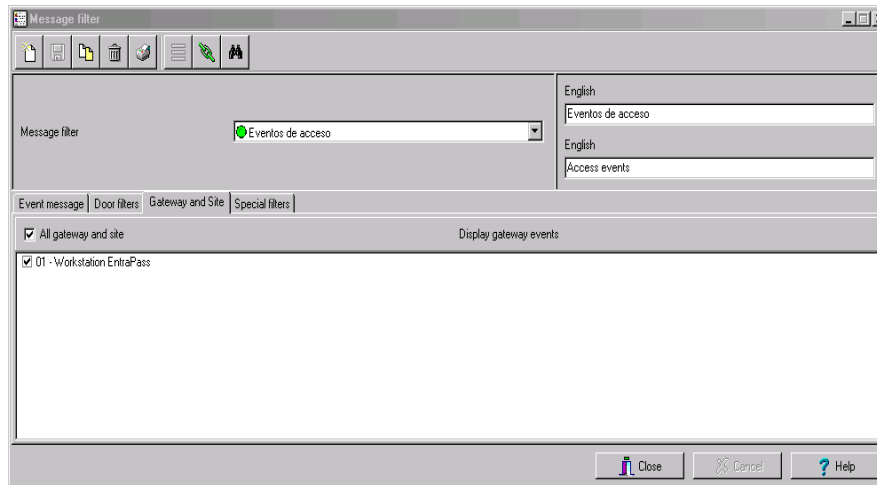 Message filter
English
Eventos de acceso
Message filter
Eventos de acceso
English
Access events
Event message Door filters Gateway and Site Special filters
All gateway and site Display gateway events
01 - Workstation EntraPass
Close Cancel Help